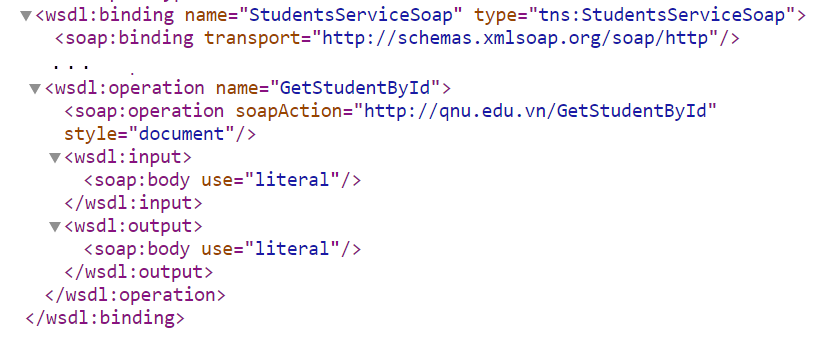 ▼<wsdl:binding name="StudentsServiceSoap" type="tns:StudentsServiceSoap">
<soap:binding transport="http://schemas.xmlsoap.org/soap/http"/>
...
▼<wsdl:operation name="GetStudentById">
<soap:operation soapAction="http://qnu.edu.vn/GetStudentById"
style="document"/>
▼<wsdl:input>
<soap:body use="literal"/>
</wsdl:input>
▼<wsdl:output>
<soap:body use="literal"/>
</wsdl:output>
</wsdl:operation>
</wsdl:binding>